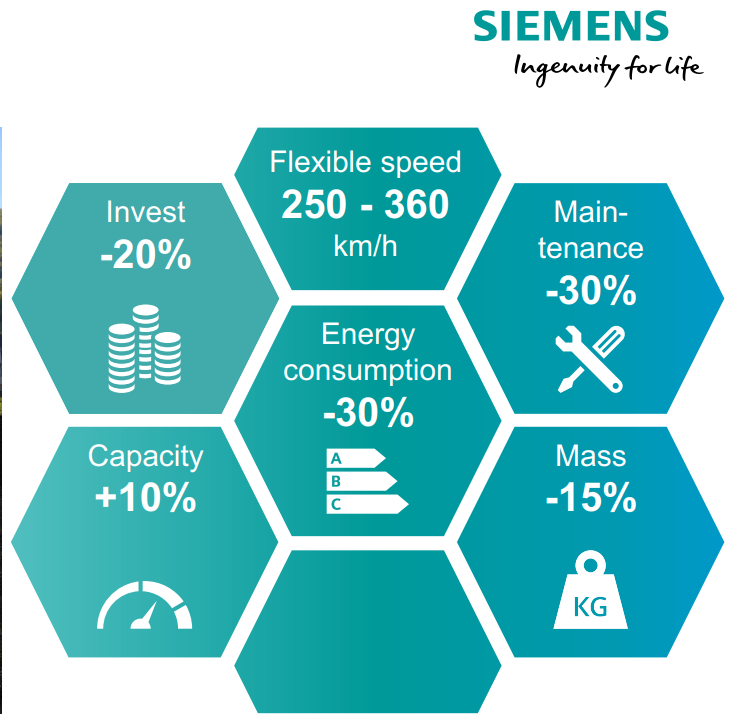 SIEMENS
Ingenuity for life
Flexible speed
250 - 360
km/h
Invest
-20%
Main-
tenance
-30%
Energy
consumption
-30%
A
B
C
Capacity
+10%
Mass
-15%
KG